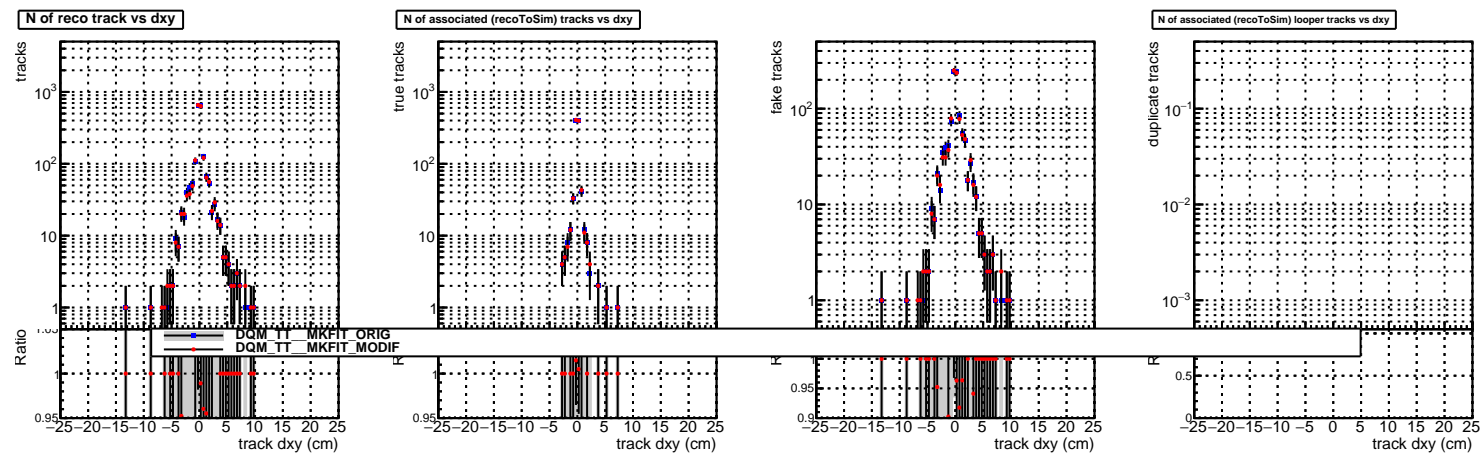 N of reco track vs dxy
N of associated (recoToSim) tracks vs dxy
N of associated (recoToSim) looper tracks vs dxy
tracks
10³
10²
10
1
true tracks
10³
10²
10
1
fake tracks
10²
10
1
duplicate tracks
10⁻¹
10⁻²
10⁻³
DQM_TT__MKFIT_ORIG
DQM_TT__MKFIT_MODIF
Ratio
1
0.95
1
0.95
0.95
0.9
0.5
0
−25 −20 −15 −10 −5 0 5 10 15 20 25
track dxy (cm)
−25 −20 −15 −10 −5 0 5 10 15 20 25
track dxy (cm)
−25 −20 −15 −10 −5 0 5 10 15 20 25
track dxy (cm)
−25 −20 −15 −10 −5 0 5 10 15 20 25
track dxy (cm)